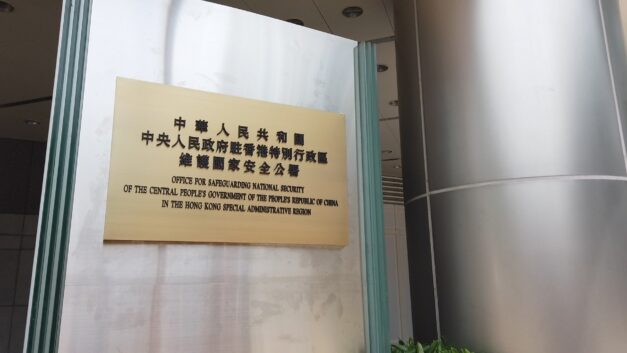 中華人民共和國
中央人民政府駐香港特別行政區
維護國家安全公署
OFFICE FOR SAFEGUARDING NATIONAL SECURITY
OF THE CENTRAL PEOPLE'S GOVERNMENT OF THE PEOPLE'S REPUBLIC OF CHINA
IN THE HONG KONG SPECIAL ADMINISTRATIVE REGION